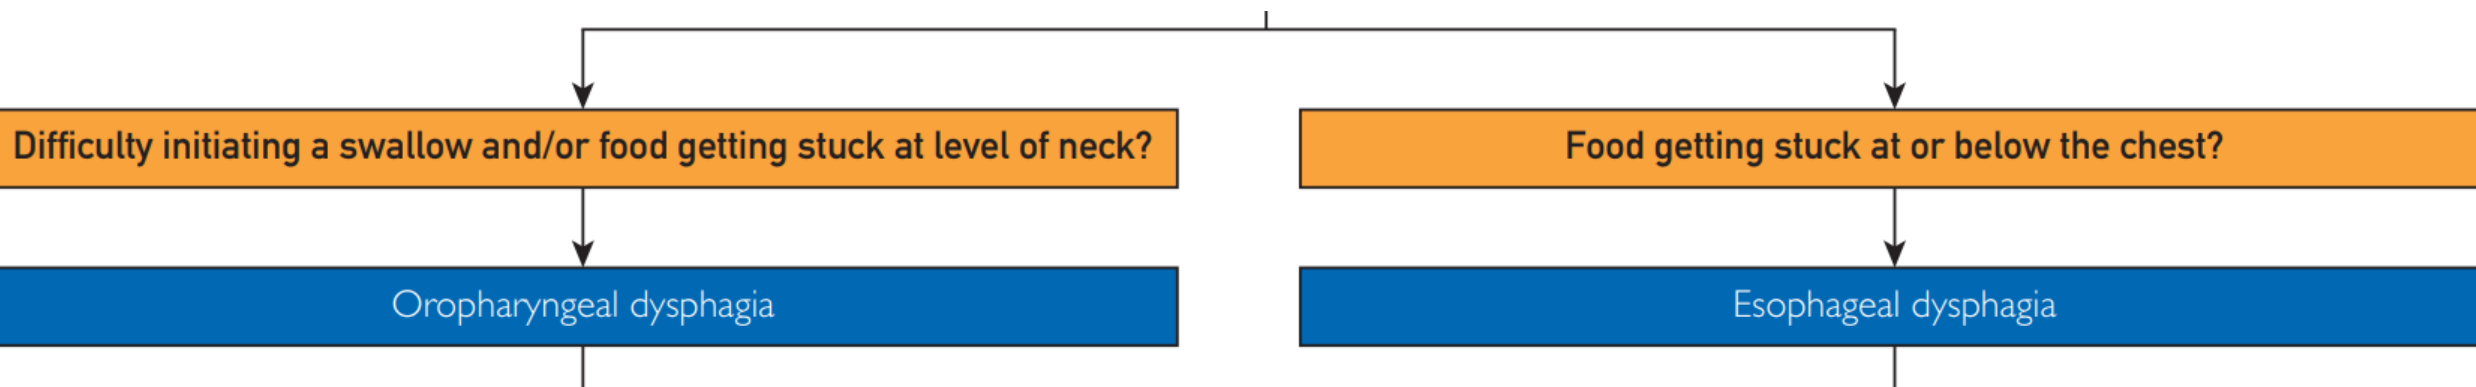 Difficulty initiating a swallow and/or food getting stuck at level of neck?
Food getting stuck at or below the chest?
Oropharyngeal dysphagia
Esophageal dysphagia